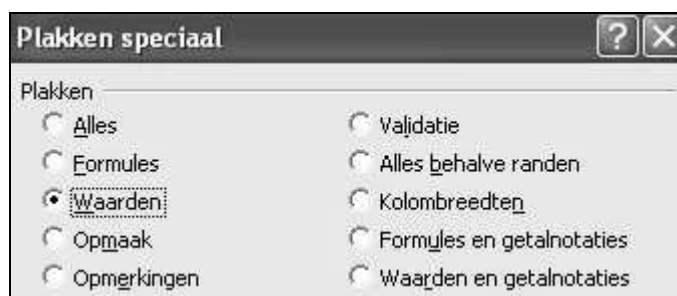 Plakken speciaal
Plakken
Alles
Validatie
Formules
Alles behalve randen
Waarden
Kolombreedten
Opmaak
Formules en getalnotaties
Opmerkingen
Waarden en getalnotaties